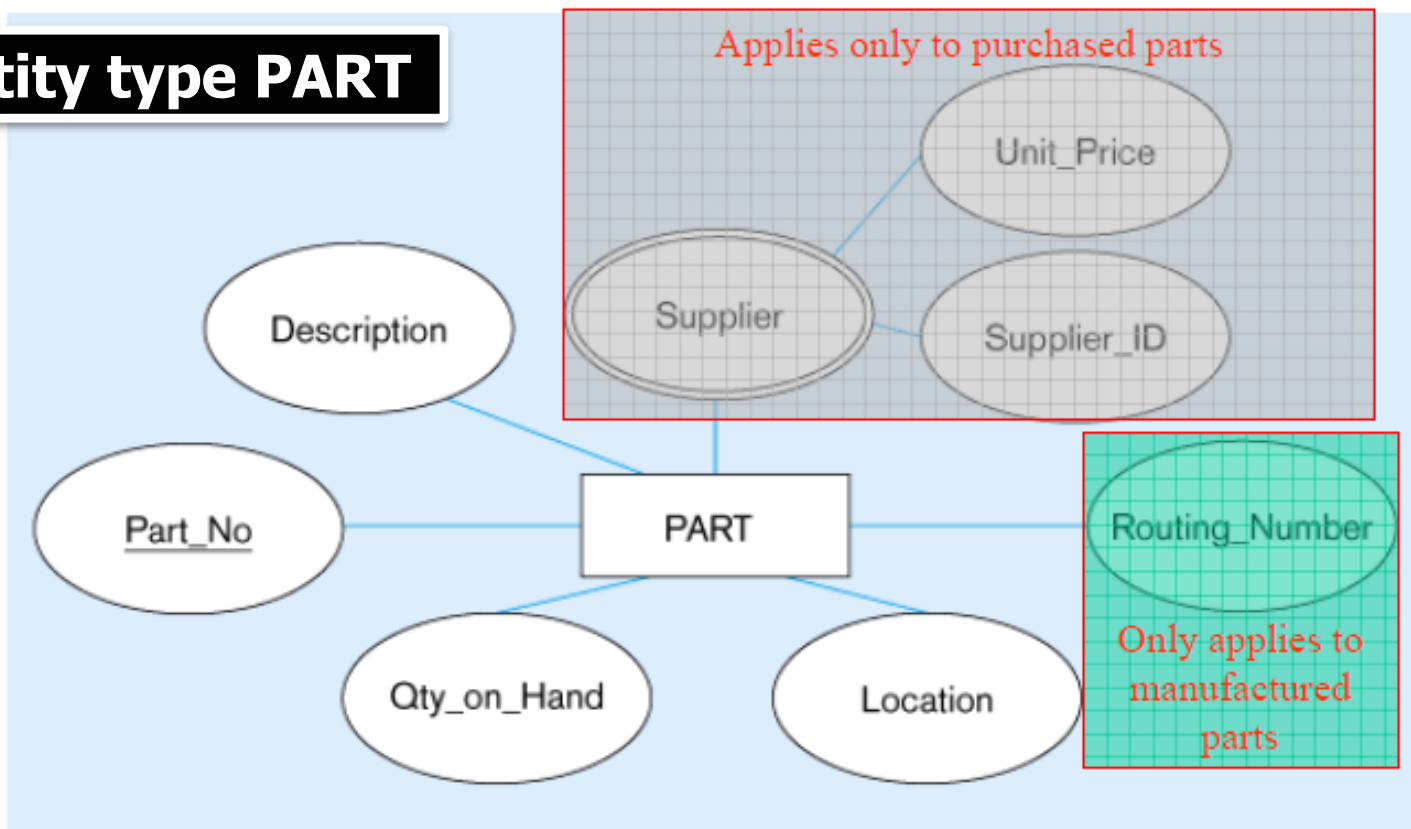 tity type PART
Applies only to purchased parts
Unit_Price
Supplier
Supplier_ID
Description
Part_No
PART
Routing_Number
Qty_on_Hand
Location
Only applies to
manufactured
parts